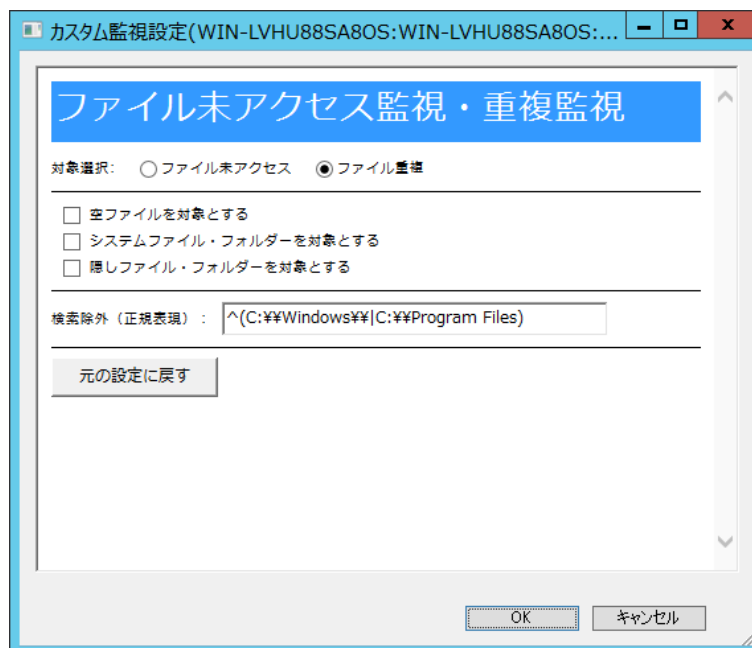 カスタム監視設定(WIN-LVHU88SA8OS:WIN-LVHU88SA8OS:...
ファイル未アクセス監視・重複監視
対象選択: ファイル未アクセス ファイル重複
空ファイルを対象とする
システムファイル・フォルダーを対象とする
隠しファイル・フォルダーを対象とする
検索除外（正規表現）: ^(C:¥¥Windows¥¥|C:¥¥Program Files)
元の設定に戻す
OK キャンセル